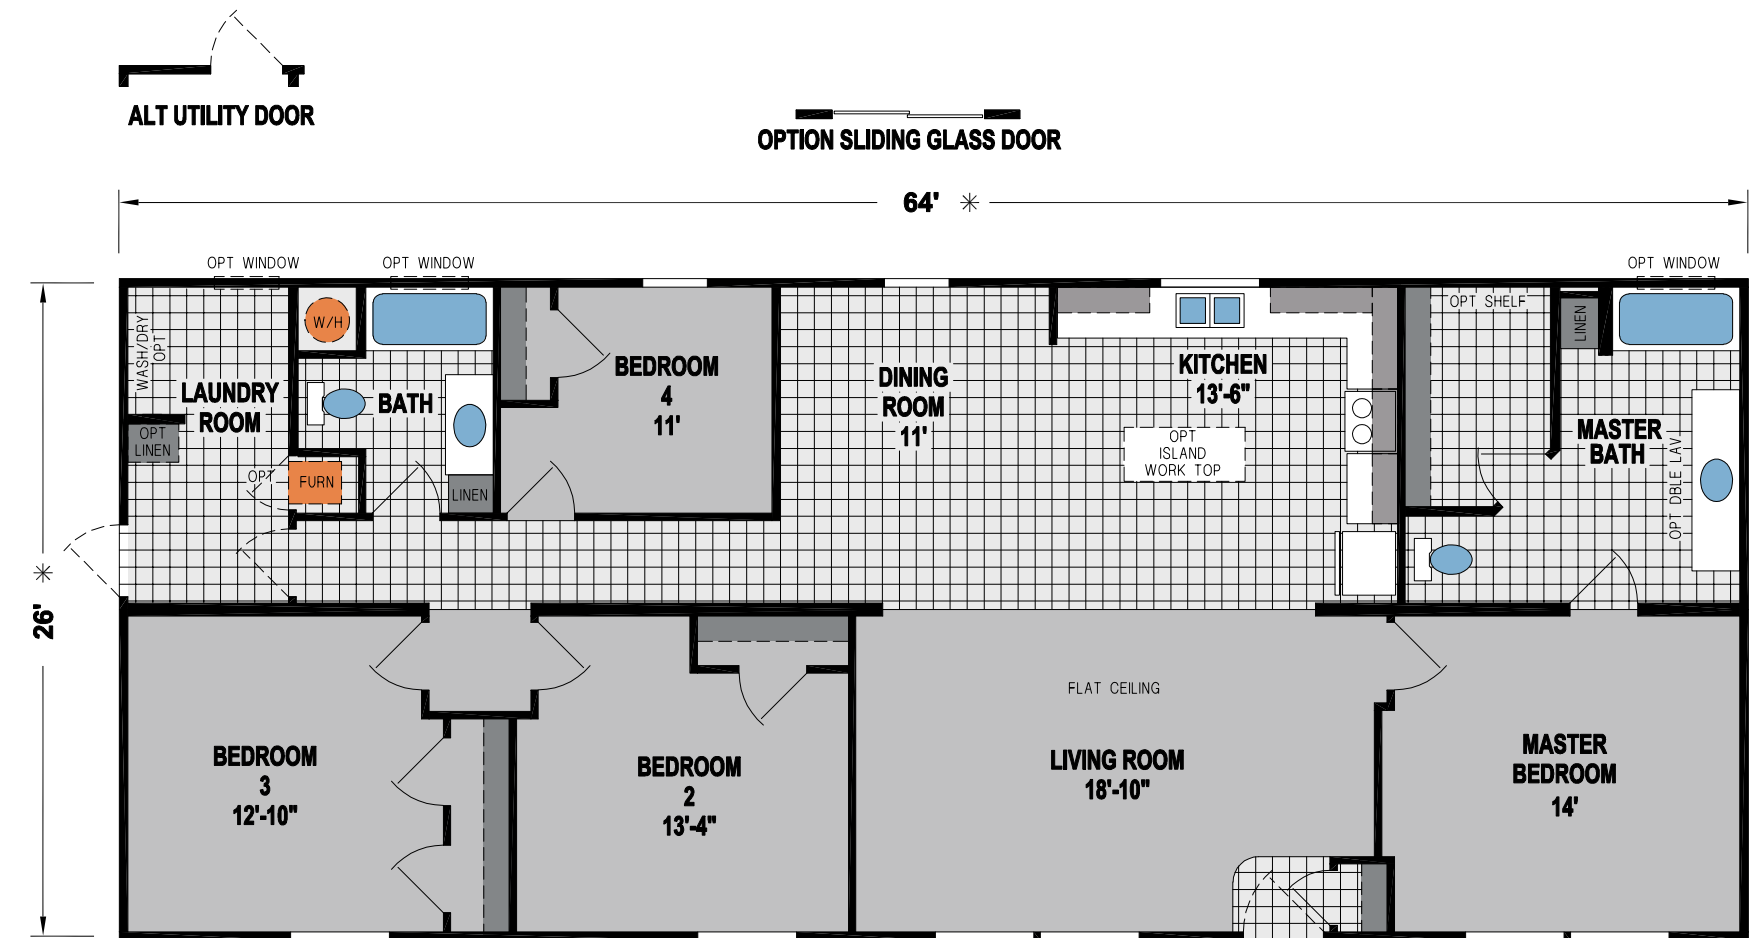 ALT UTILITY DOOR
OPTION SLIDING GLASS DOOR
64' ✳
OPT WINDOW
OPT WINDOW
OPT WINDOW
26' ✳
WASH/DRY
OPT
LAUNDRY
ROOM
OPT
LINEN
W/H
BATH
OPT
FURN
LINEN
BEDROOM
4
11'
DINING
ROOM
11'
KITCHEN
13'-6"
OPT
ISLAND
WORK TOP
OPT SHELF
LINEN
MASTER
BATH
OPT DBLE LAV
BEDROOM
3
12'-10"
BEDROOM
2
13'-4"
FLAT CEILING
LIVING ROOM
18'-10"
MASTER
BEDROOM
14'